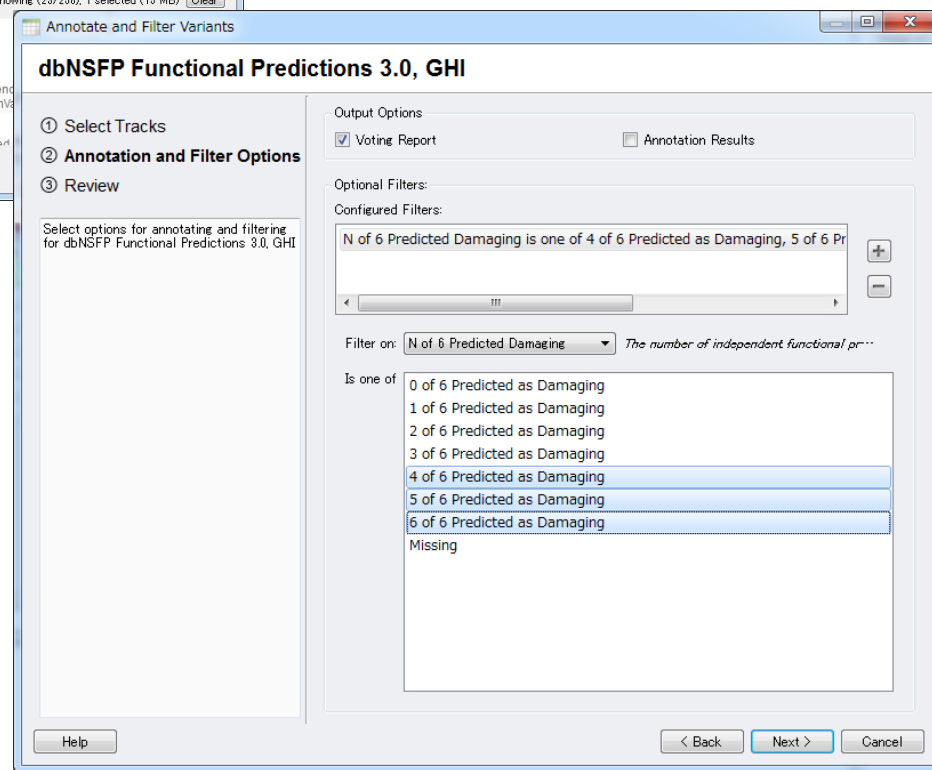 1 selected (15 MB) Clear
Annotate and Filter Variants
dbNSFP Functional Predictions 3.0, GHI
① Select Tracks
② Annotation and Filter Options
③ Review
Select options for annotating and filtering
for dbNSFP Functional Predictions 3.0, GHI
Output Options
Voting Report
Annotation Results
Optional Filters:
Configured Filters:
N of 6 Predicted Damaging is one of 4 of 6 Predicted as Damaging, 5 of 6 Pr
Filter on: N of 6 Predicted Damaging The number of independent functional pr…
Is one of
0 of 6 Predicted as Damaging
1 of 6 Predicted as Damaging
2 of 6 Predicted as Damaging
3 of 6 Predicted as Damaging
4 of 6 Predicted as Damaging
5 of 6 Predicted as Damaging
6 of 6 Predicted as Damaging
Missing
Help
< Back
Next >
Cancel